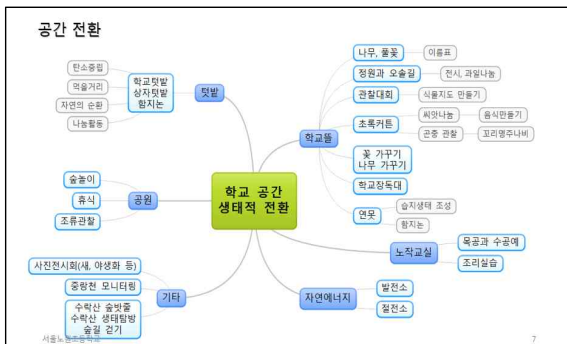 공간 전환
탄소중립
먹을거리
자연의 순환
나눔활동
학교텃밭
상자텃밭
함지논
텃밭
숲놀이
휴식
조류관찰
공원
사진전시회(새, 야생화 등)
중랑천 모니터링
수락산 숲밧줄
수락산 생태탐방
숲길 걷기
기타
학교 공간
생태적 전환
학교뜰
나무, 풀꽃
이름표
정원과 오솔길
전시, 과일나눔
관찰대회
식물지도 만들기
초록커튼
씨앗나눔
음식만들기
곤충 관찰
꼬리명주나비
꽃 가꾸기
나무 가꾸기
학교장독대
연못
습지생태 조성
함지논
노작교실
목공과 수공예
조리실습
자연에너지
발전소
절전소
7